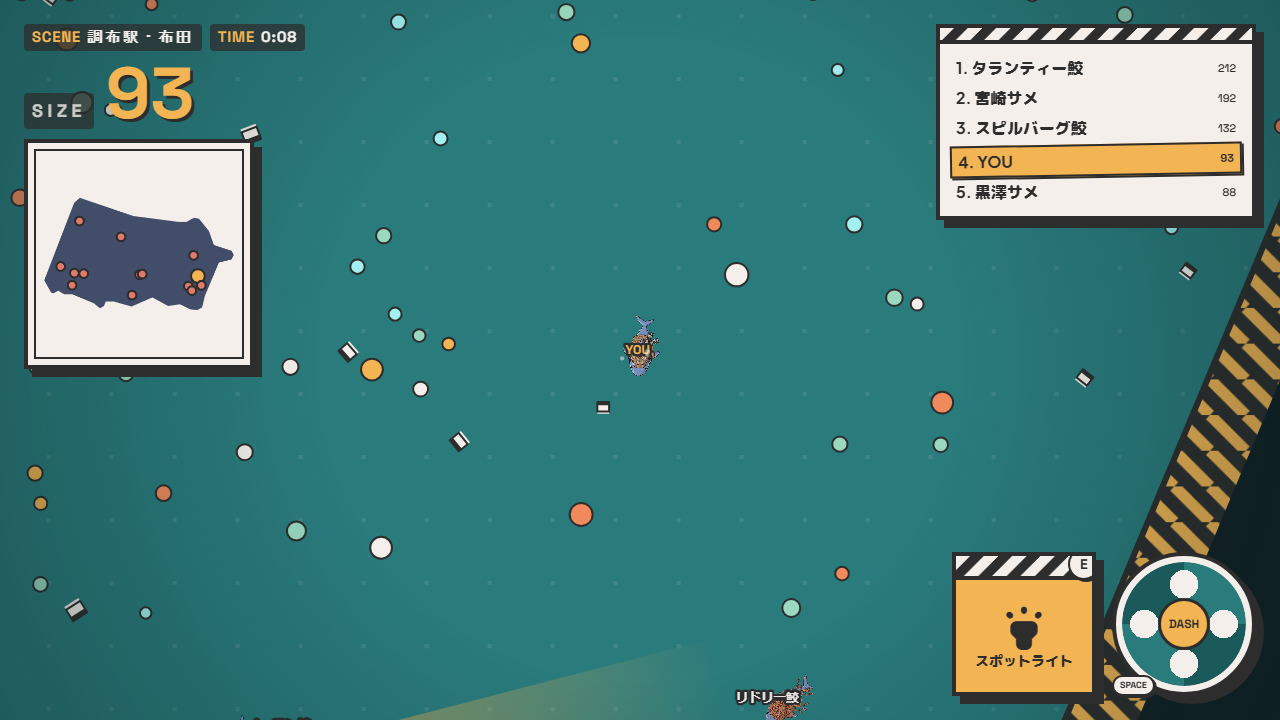 SCENE 調布駅 - 布田 TIME 0:08
SIZE 93
1. タランティー鮫 212
2. 宮崎サメ 192
3. スピルバーグ鮫 132
4. YOU 93
5. 黒澤サメ 88
YOU
E
スポットライト
DASH
SPACE
リドリー鮫